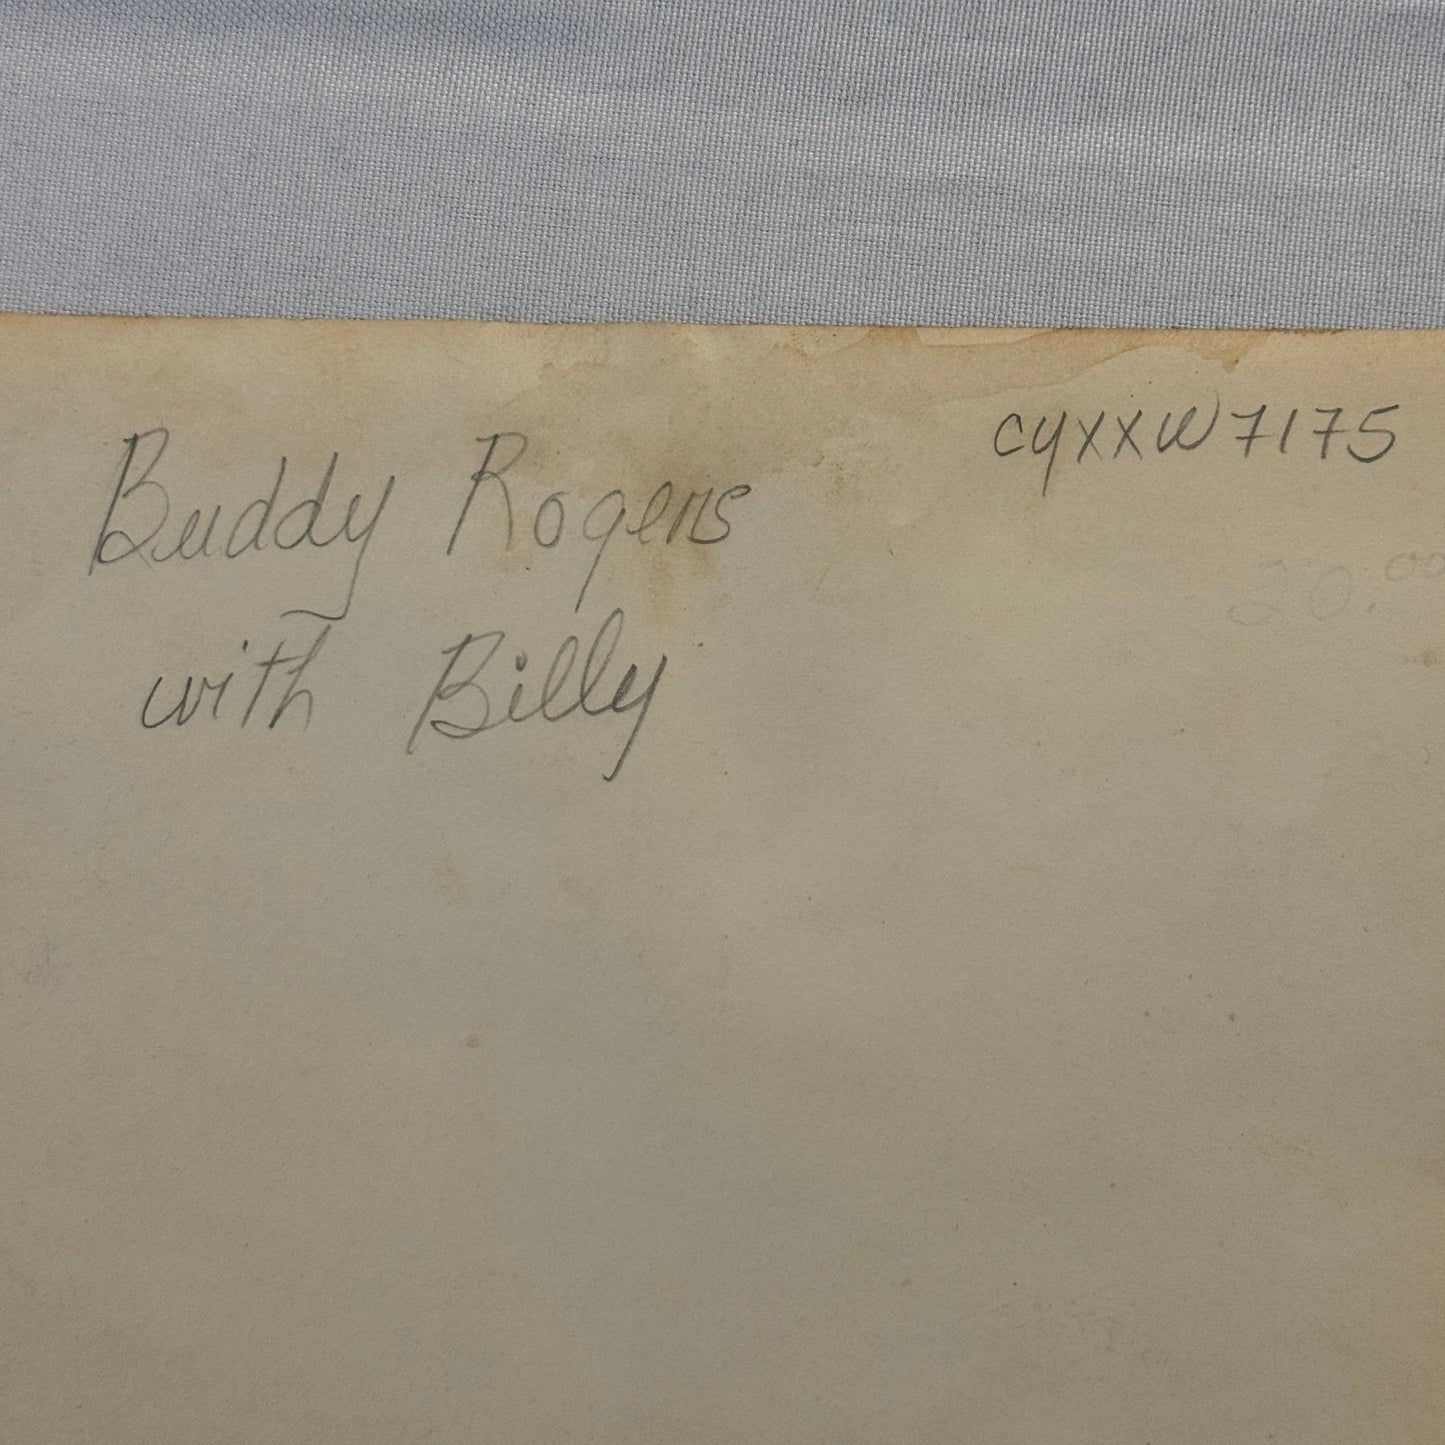 cyxxw7175
Buddy Rogers
with Billy